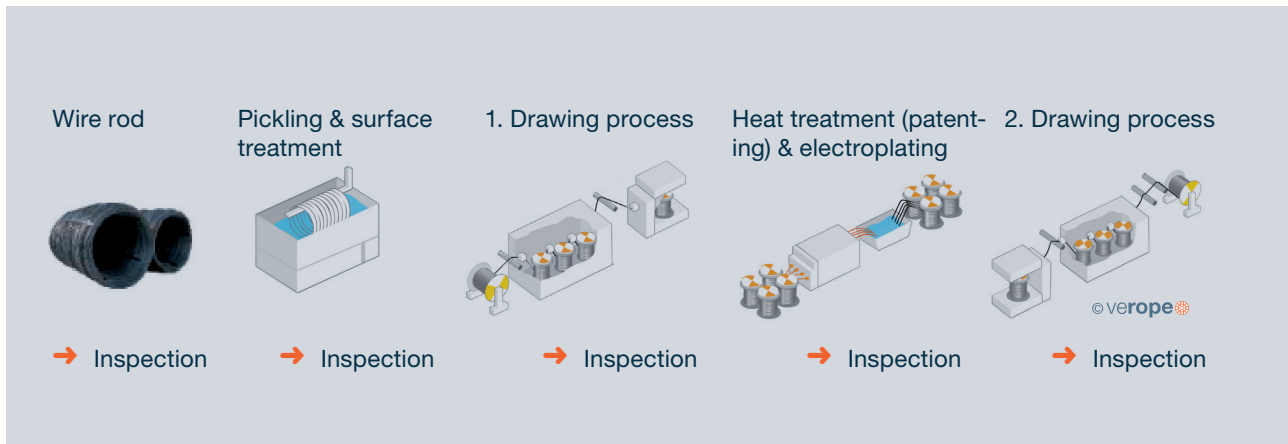 Wire rod
Pickling & surface
treatment
1. Drawing process
Heat treatment (patent-
ing) & electroplating
2. Drawing process
© verope
➜ Inspection
➜ Inspection
➜ Inspection
➜ Inspection
➜ Inspection